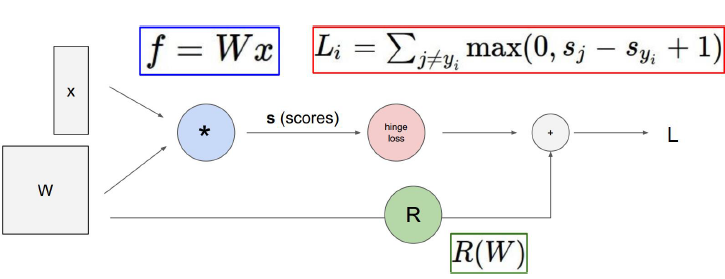 f = Wx
L_i = ∑_{j≠y_i} max(0, s_j − s_{y_i} + 1)
x
*
s (scores)
hinge
loss
+
L
W
R
R(W)